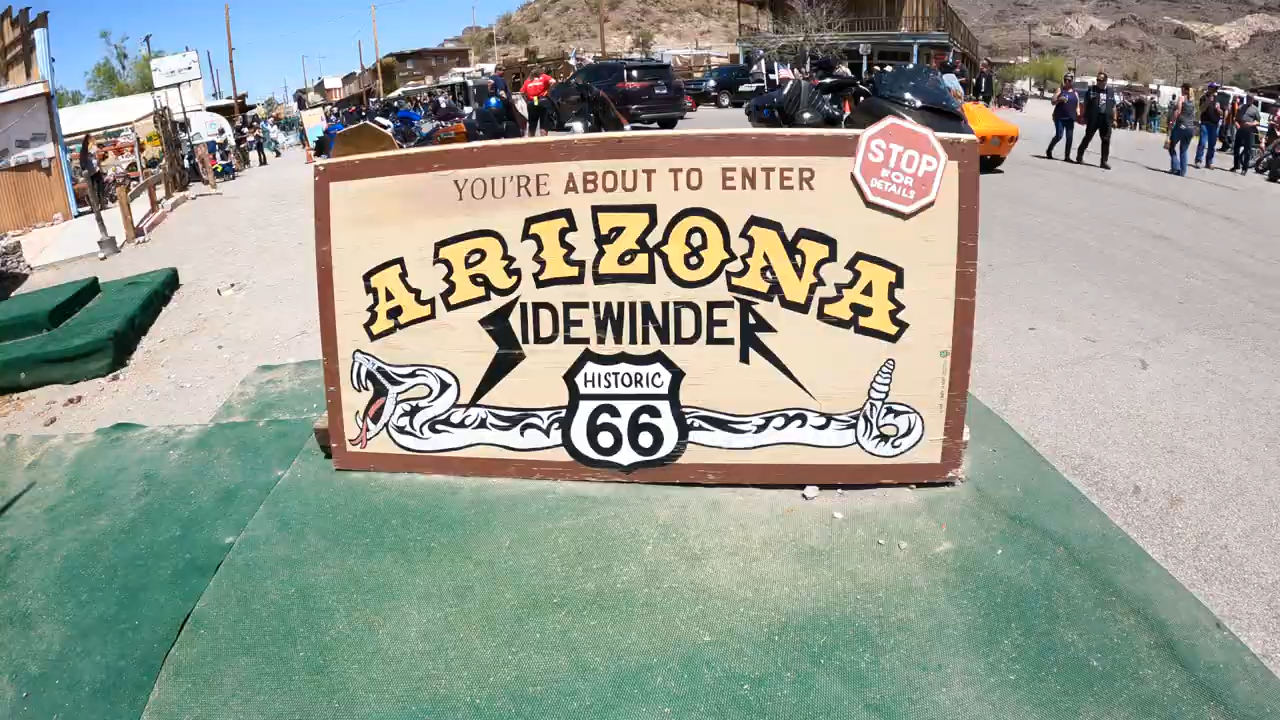 YOU'RE ABOUT TO ENTER
STOP
FOR
DETAILS
ARIZONA
SIDEWINDER
HISTORIC
66